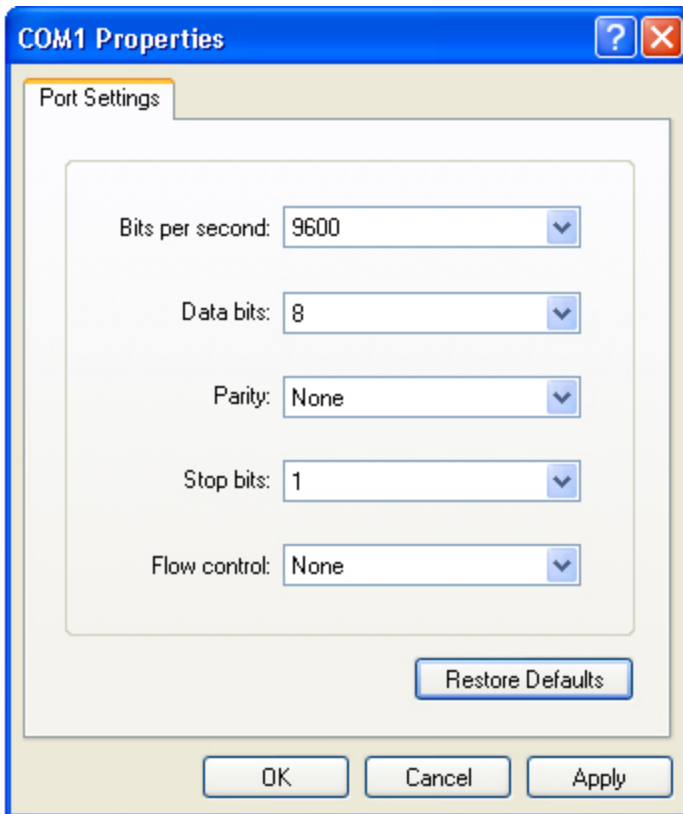 COM1 Properties
Port Settings
Bits per second: 9600
Data bits: 8
Parity: None
Stop bits: 1
Flow control: None
Restore Defaults
OK Cancel Apply